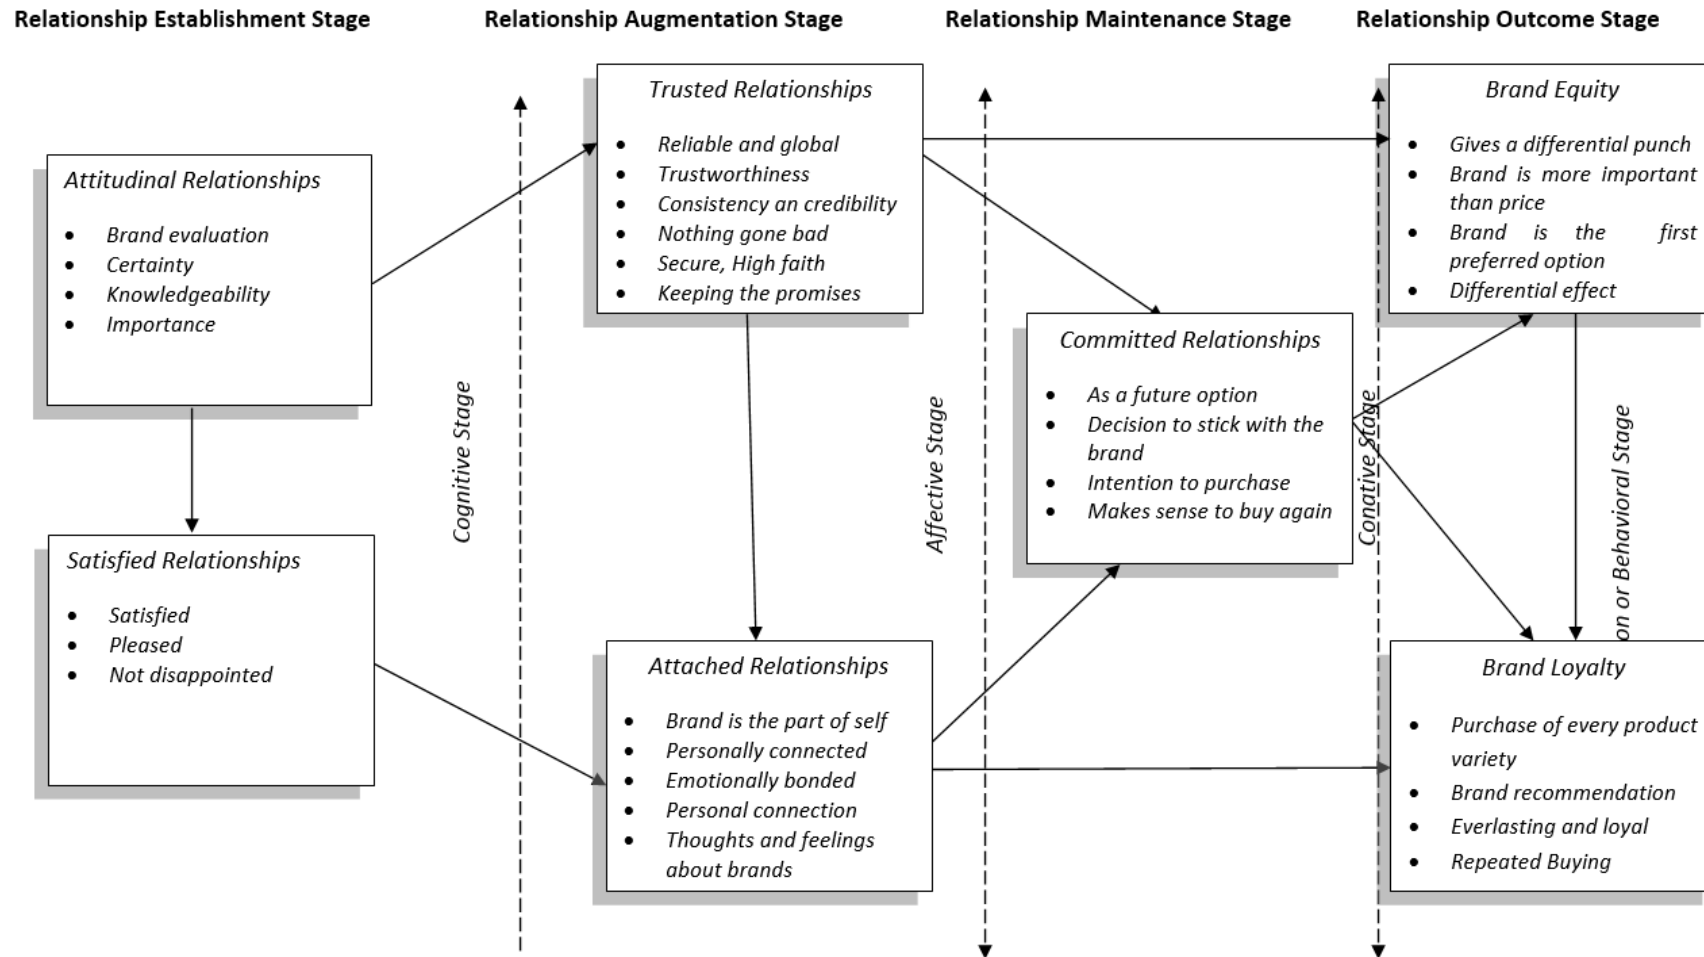 Relationship Establishment Stage
Relationship Augmentation Stage
Relationship Maintenance Stage
Relationship Outcome Stage
Attitudinal Relationships
• Brand evaluation
• Certainty
• Knowledgeability
• Importance
Satisfied Relationships
• Satisfied
• Pleased
• Not disappointed
Cognitive Stage
Trusted Relationships
• Reliable and global
• Trustworthiness
• Consistency an credibility
• Nothing gone bad
• Secure, High faith
• Keeping the promises
Attached Relationships
• Brand is the part of self
• Personally connected
• Emotionally bonded
• Personal connection
• Thoughts and feelings
about brands
Affective Stage
Committed Relationships
• As a future option
• Decision to stick with the
brand
• Intention to purchase
• Makes sense to buy again
Conative Stage
Brand Equity
• Gives a differential punch
• Brand is more important
than price
• Brand is the first
preferred option
• Differential effect
on or Behavioral Stage
Brand Loyalty
• Purchase of every product
variety
• Brand recommendation
• Everlasting and loyal
• Repeated Buying